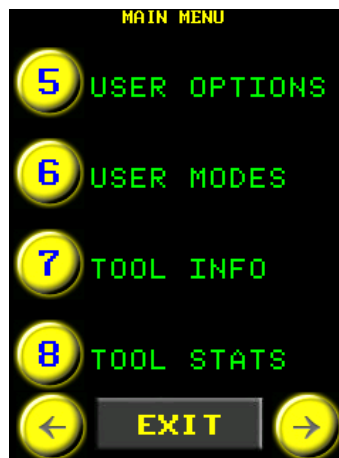 MAIN MENU
5 USER OPTIONS
6 USER MODES
7 TOOL INFO
8 TOOL STATS
← EXIT →